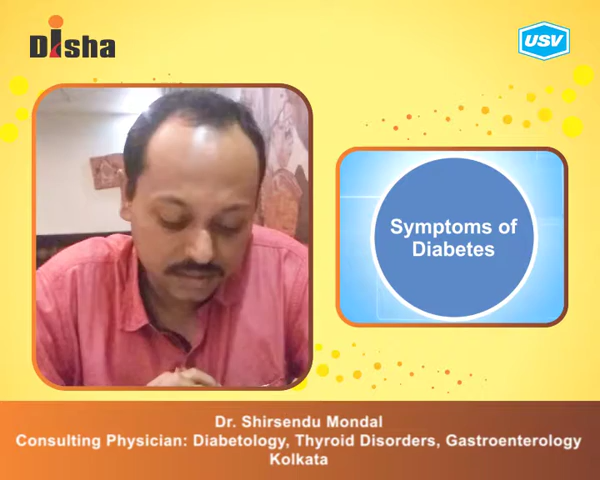 Disha
USV
Symptoms of
Diabetes
Dr. Shirsendu Mondal
Consulting Physician: Diabetology, Thyroid Disorders, Gastroenterology
Kolkata